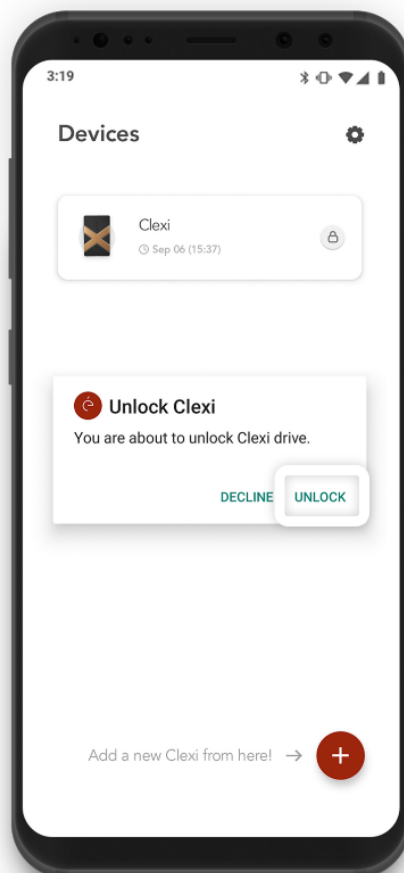 3:19
Devices
Clexi
Sep 06 (15:37)
Unlock Clexi
You are about to unlock Clexi drive.
DECLINE UNLOCK
Add a new Clexi from here! →